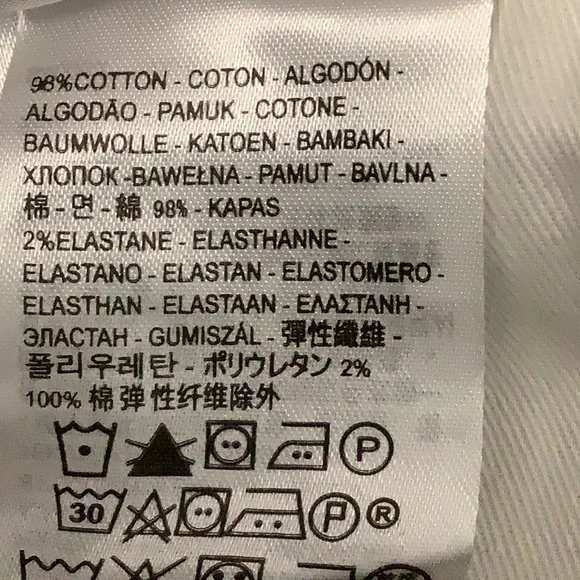 98%COTTON - COTON - ALGODÓN -
ALGODÃO - PAMUK - COTONE -
BAUMWOLLE - KATOEN - BAMBAKI -
ХЛОПОК -BAWEŁNA - PAMUT - BAVLNA -
棉 - 면 - 綿 98% - KAPAS
2%ELASTANE - ELASTHANNE -
ELASTANO - ELASTAN - ELASTOMERO -
ELASTHAN - ELASTAAN - ΕΛΑΣΤΑΝΗ -
ЭЛАСТАН - GUMISZÁL - 彈性纖維 -
폴리우레탄 - ポリウレタン 2%
100% 棉 弹 性纤维除外
P
30 P ®